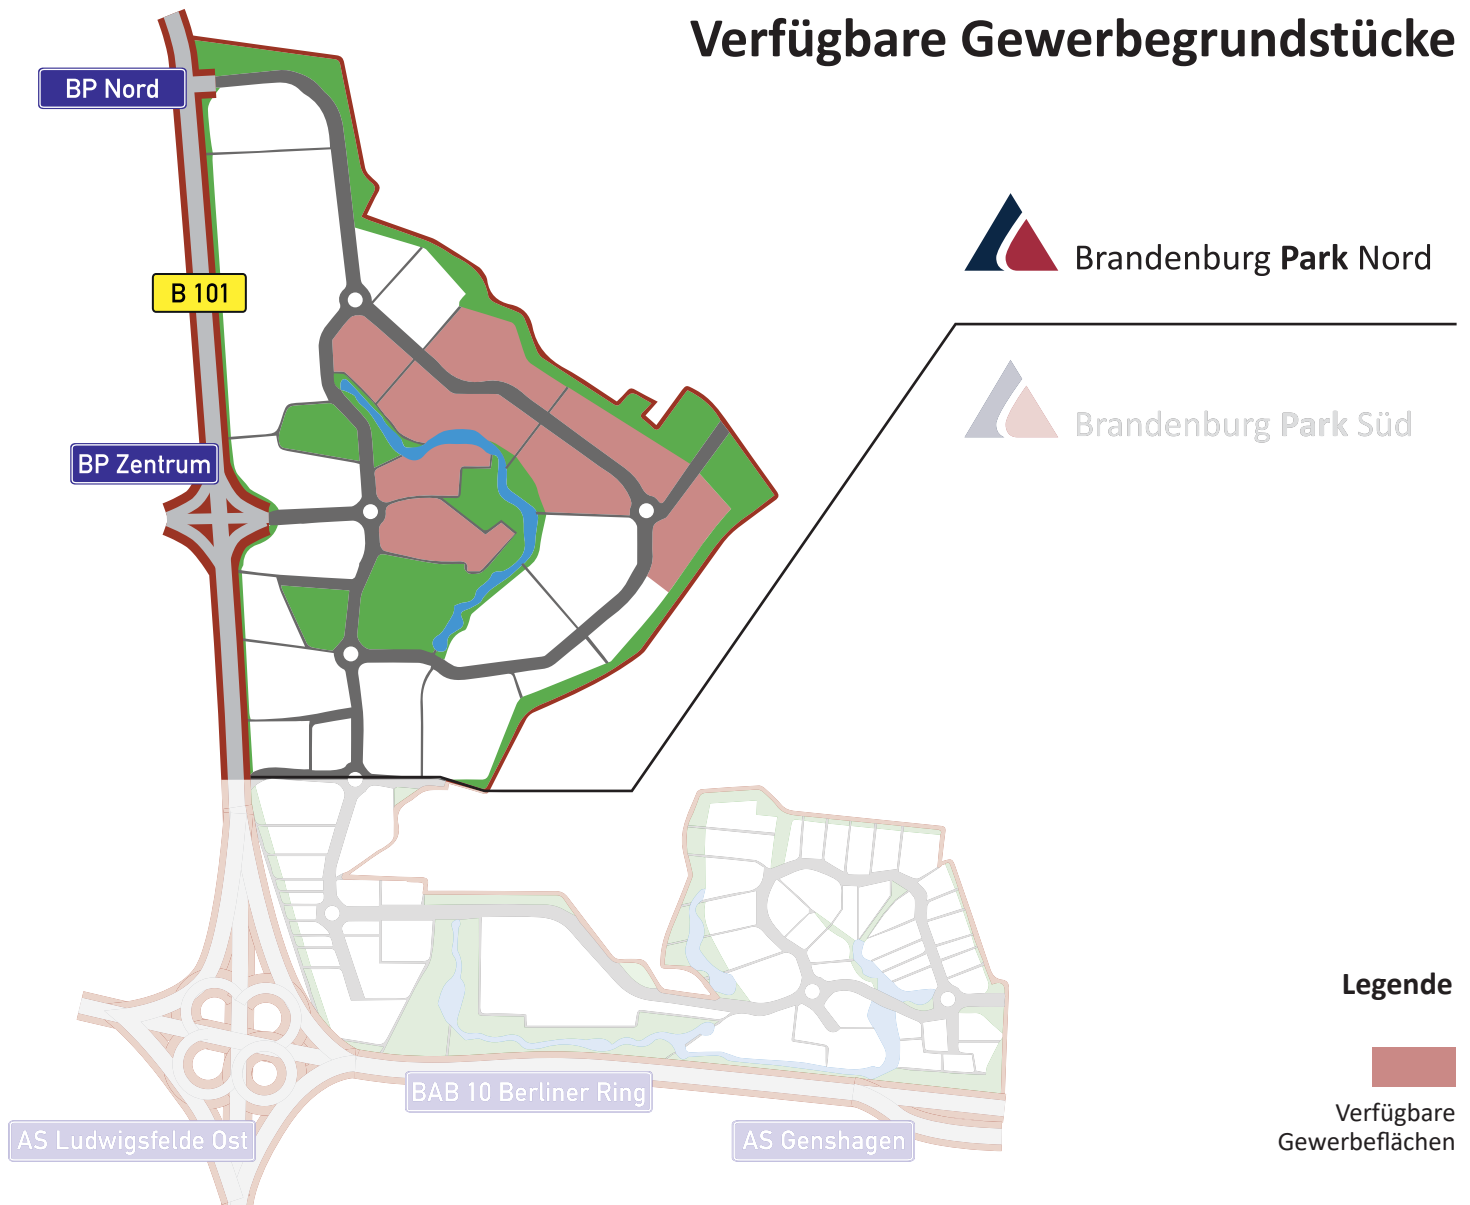 Verfügbare Gewerbegrundstücke
BP Nord
Brandenburg Park Nord
B 101
Brandenburg Park Süd
BP Zentrum
Legende
BAB 10 Berliner Ring
Verfügbare
Gewerbeflächen
AS Ludwigsfelde Ost
AS Genshagen